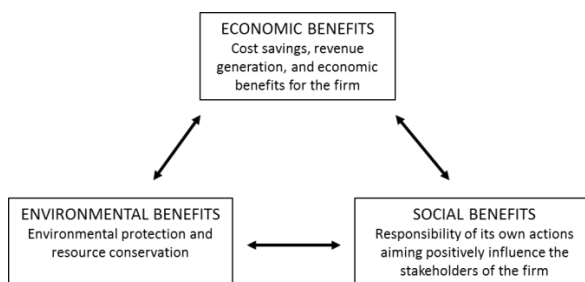 ECONOMIC BENEFITS
Cost savings, revenue
generation, and economic
benefits for the firm
ENVIRONMENTAL BENEFITS
Environmental protection and
resource conservation
SOCIAL BENEFITS
Responsibility of its own actions
aiming positively influence the
stakeholders of the firm